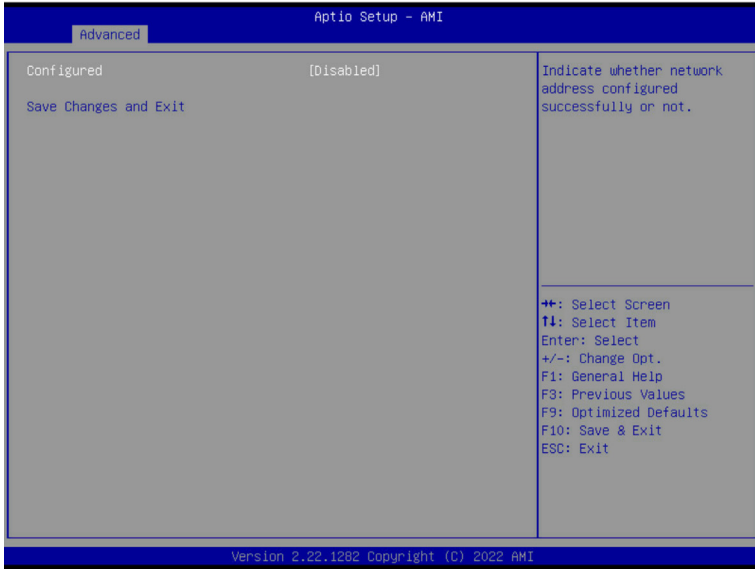 Aptio Setup – AMI
Advanced
Configured [Disabled]
Save Changes and Exit
Indicate whether network
address configured
successfully or not.
→←: Select Screen
↑↓: Select Item
Enter: Select
+/-: Change Opt.
F1: General Help
F3: Previous Values
F9: Optimized Defaults
F10: Save & Exit
ESC: Exit
Version 2.22.1282 Copyright (C) 2022 AMI